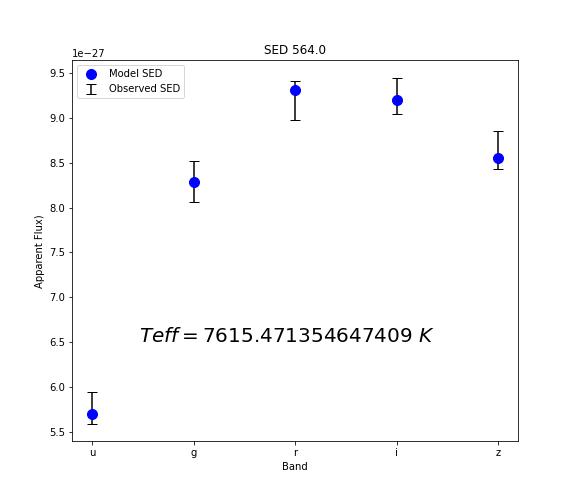 SED 564.0
1e−27
Model SED
Observed SED
9.5
9.0
8.5
8.0
7.5
7.0
6.5
6.0
5.5
Apparent Flux)
Teff = 7615.471354647409 K
u g r i z
Band